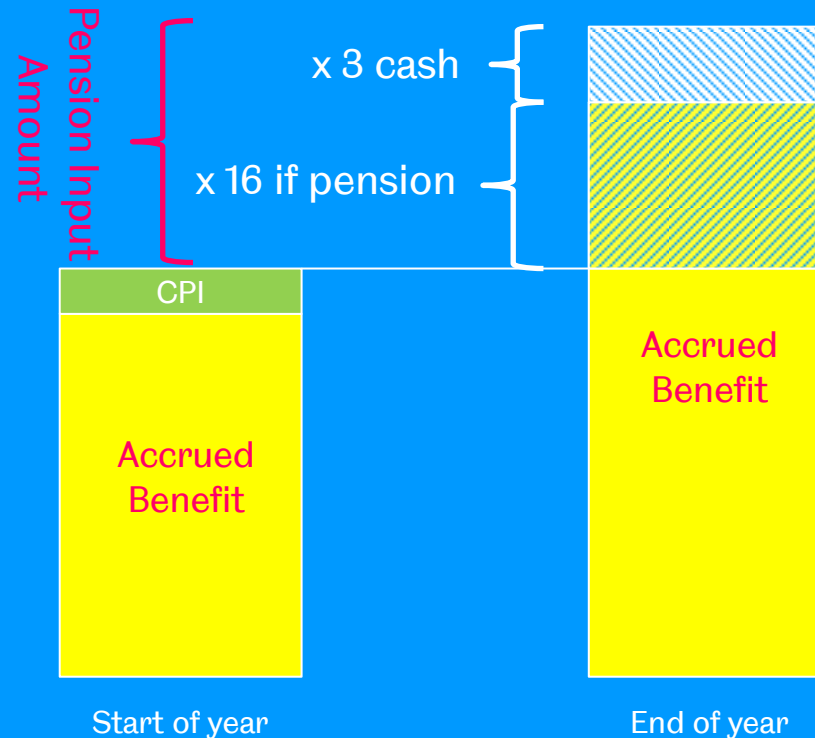 Pension Input
Amount
x 3 cash
x 16 if pension
CPI
Accrued
Benefit
Accrued
Benefit
Start of year
End of year